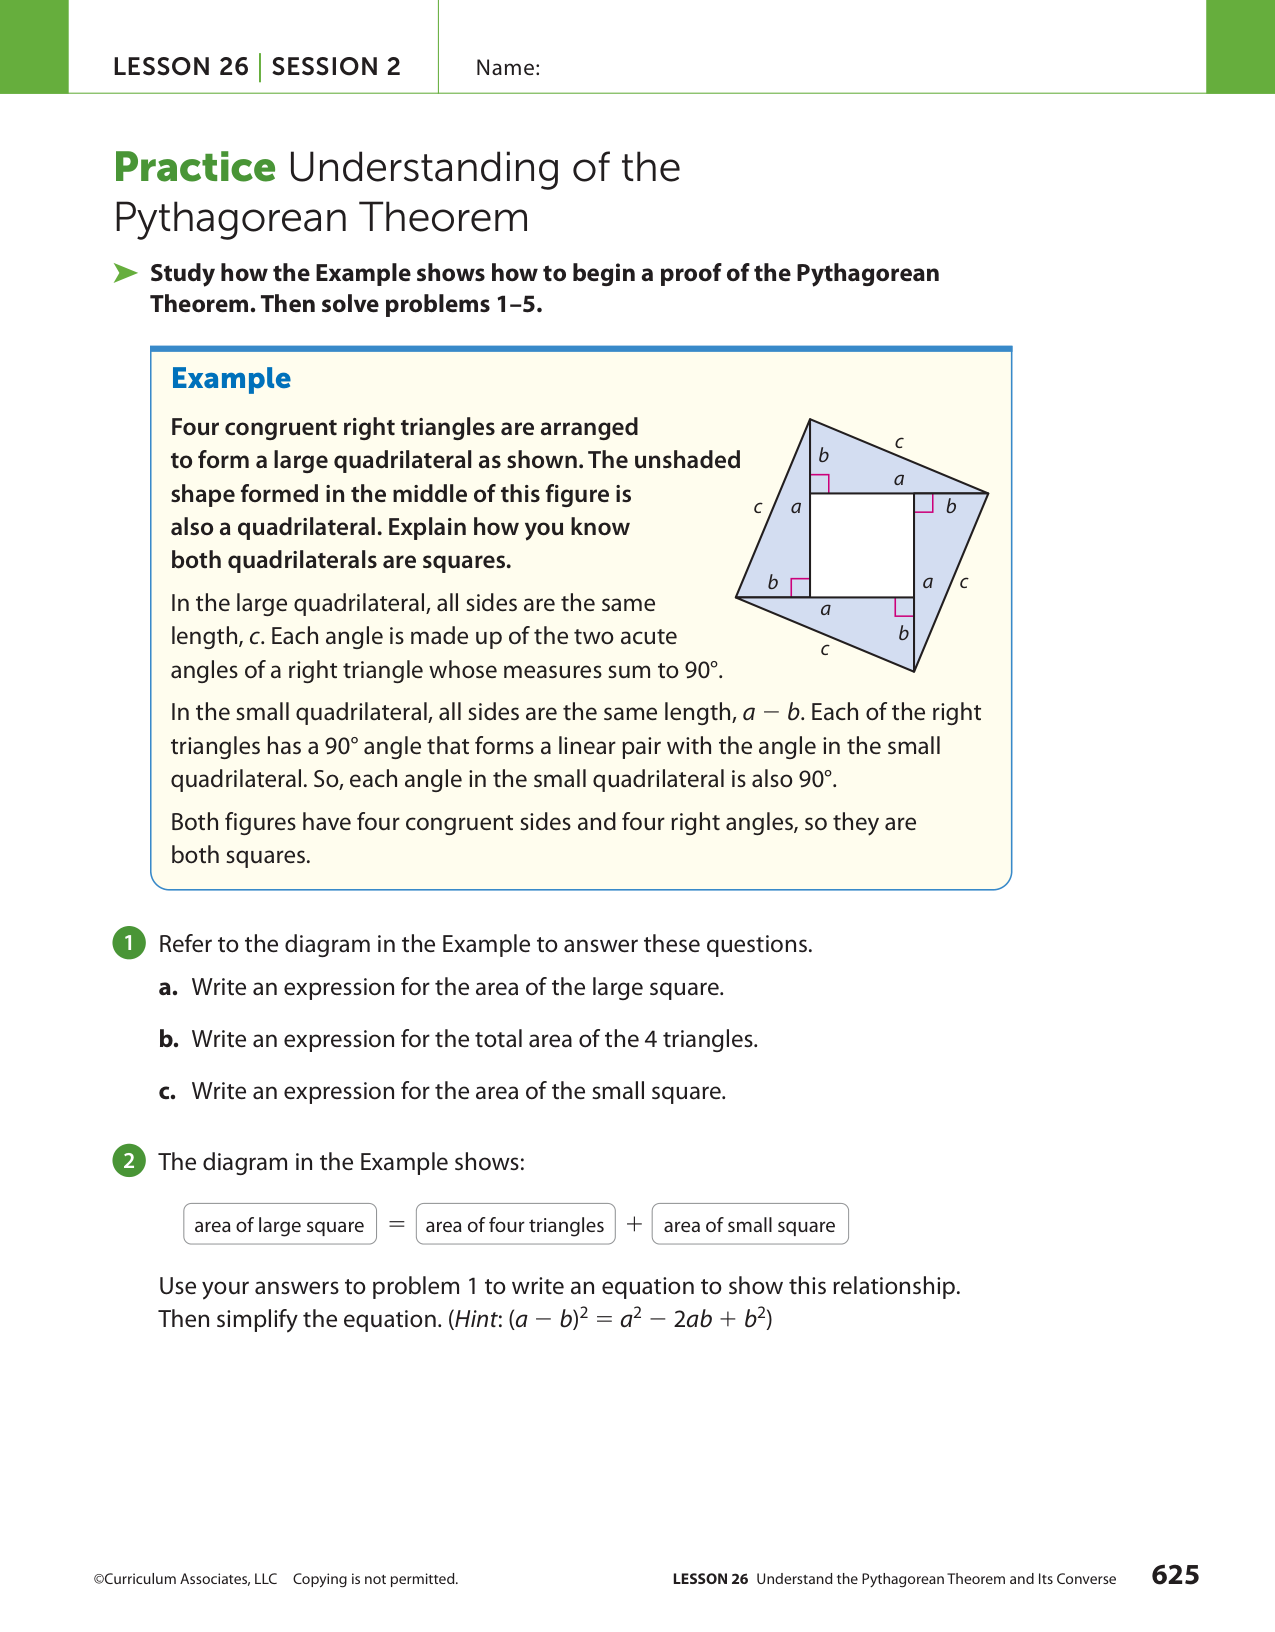 LESSON 26 | SESSION 2
Name:
Practice Understanding of the
Pythagorean Theorem
➤ Study how the Example shows how to begin a proof of the Pythagorean
Theorem. Then solve problems 1–5.
Example
Four congruent right triangles are arranged
to form a large quadrilateral as shown. The unshaded
shape formed in the middle of this figure is
also a quadrilateral. Explain how you know
both quadrilaterals are squares.
In the large quadrilateral, all sides are the same
length, c. Each angle is made up of the two acute
angles of a right triangle whose measures sum to 90°.
c
b
a
c a b
b a c
a
b
c
In the small quadrilateral, all sides are the same length, a − b. Each of the right
triangles has a 90° angle that forms a linear pair with the angle in the small
quadrilateral. So, each angle in the small quadrilateral is also 90°.
Both figures have four congruent sides and four right angles, so they are
both squares.
1 Refer to the diagram in the Example to answer these questions.
a. Write an expression for the area of the large square.
b. Write an expression for the total area of the 4 triangles.
c. Write an expression for the area of the small square.
2 The diagram in the Example shows:
area of large square = area of four triangles + area of small square
Use your answers to problem 1 to write an equation to show this relationship.
Then simplify the equation. (Hint: (a − b)² = a² − 2ab + b²)
©Curriculum Associates, LLC Copying is not permitted.
LESSON 26 Understand the Pythagorean Theorem and Its Converse 625